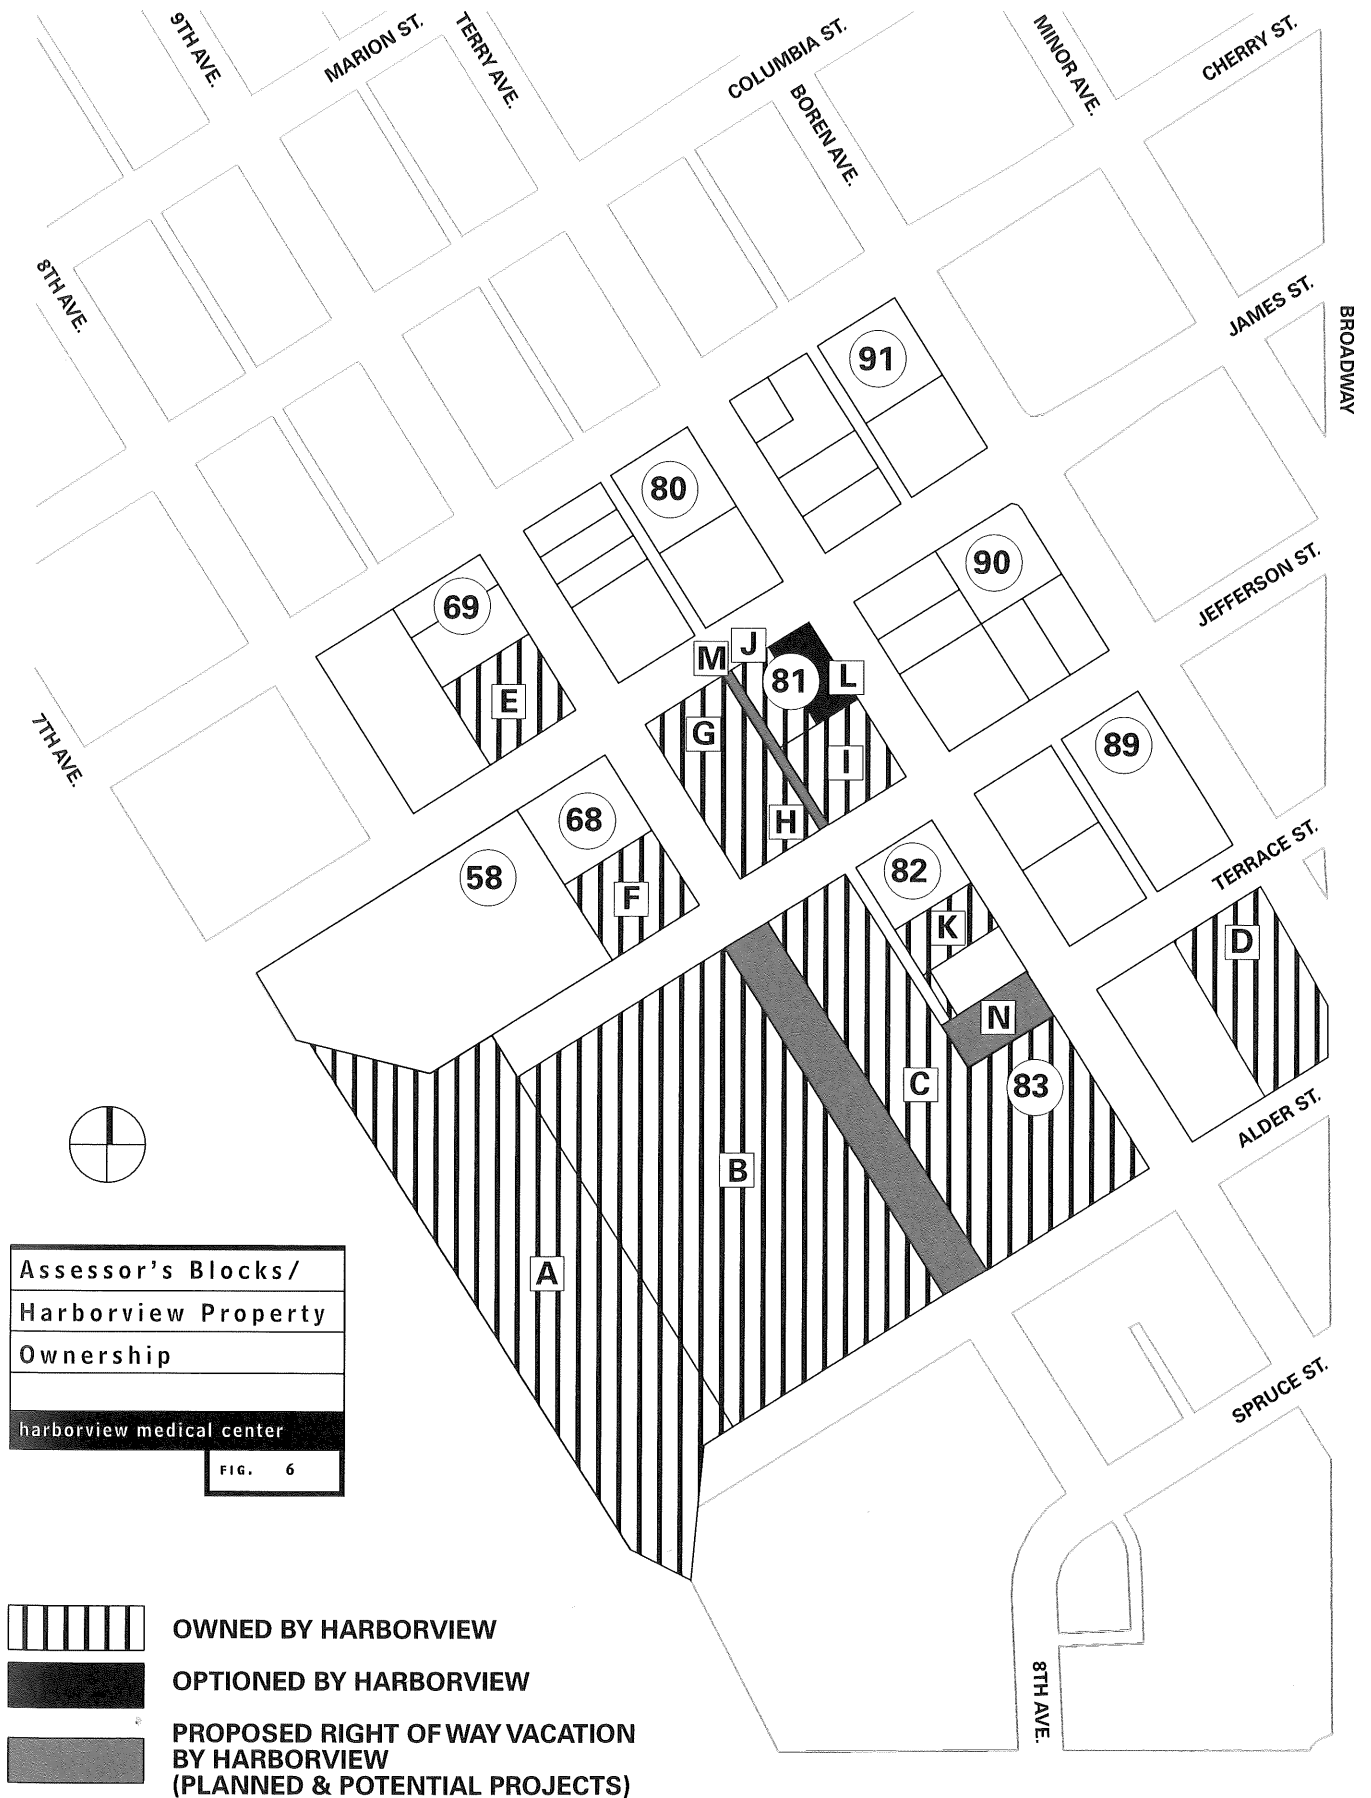 9TH AVE.
MARION ST.
TERRY AVE.
COLUMBIA ST.
BOREN AVE.
MINOR AVE.
CHERRY ST.
8TH AVE.
JAMES ST.
BROADWAY
91
80
90
JEFFERSON ST.
69
M
J
81
L
E
G
I
89
7TH AVE.
68
H
58
F
82
TERRACE ST.
K
D
N
C
83
ALDER ST.
B
A
Assessor's Blocks/
Harborview Property
Ownership
harborview medical center
FIG. 6
SPRUCE ST.
8TH AVE.
OWNED BY HARBORVIEW
OPTIONED BY HARBORVIEW
PROPOSED RIGHT OF WAY VACATION
BY HARBORVIEW
(PLANNED & POTENTIAL PROJECTS)